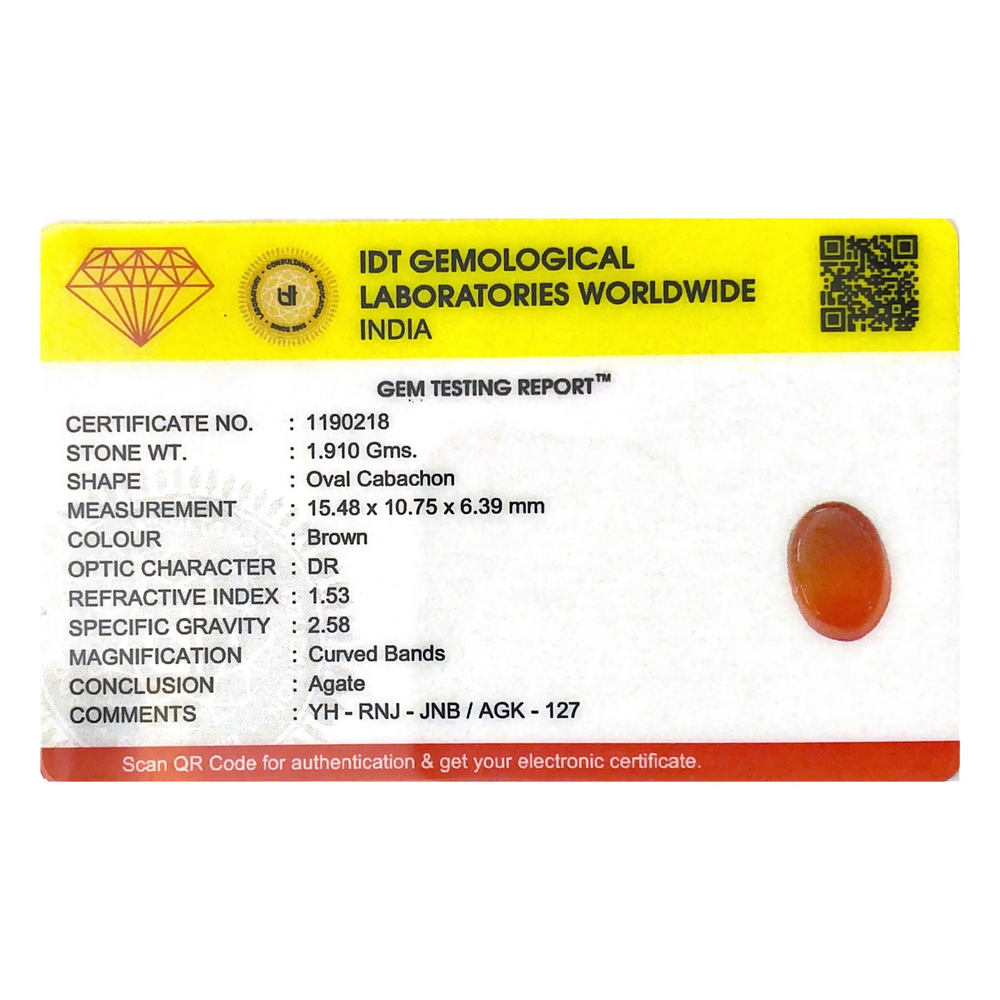 IDT GEMOLOGICAL
LABORATORIES WORLDWIDE
INDIA
GEM TESTING REPORT™
CERTIFICATE NO. : 1190218
STONE WT. : 1.910 Gms.
SHAPE : Oval Cabachon
MEASUREMENT : 15.48 x 10.75 x 6.39 mm
COLOUR : Brown
OPTIC CHARACTER : DR
REFRACTIVE INDEX : 1.53
SPECIFIC GRAVITY : 2.58
MAGNIFICATION : Curved Bands
CONCLUSION : Agate
COMMENTS : YH - RNJ - JNB / AGK - 127
Scan QR Code for authentication & get your electronic certificate.